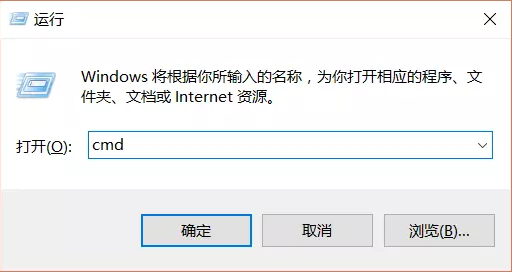 运行
Windows 将根据你所输入的名称，为你打开相应的程序、文
件夹、文档或 Internet 资源。
打开(O): cmd
确定 取消 浏览(B)...